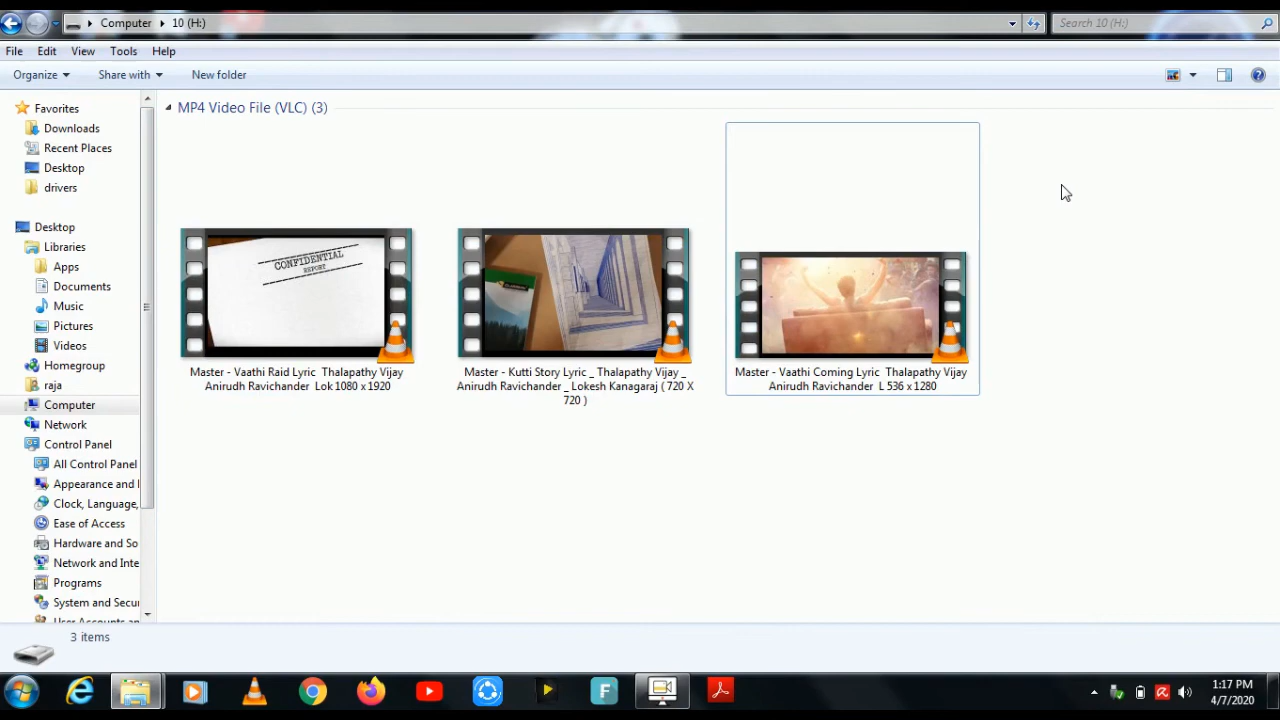 Computer ▸ 10 (H:)
Search 10 (H:)
File Edit View Tools Help
Organize Share with New folder
MP4 Video File (VLC) (3)
Favorites
Downloads
Recent Places
Desktop
drivers
Desktop
Libraries
Apps
Documents
Music
Pictures
Videos
Homegroup
raja
Computer
Network
Control Panel
All Control Panel
Appearance and
Clock, Language,
Ease of Access
Hardware and So
Network and Inte
Programs
System and Secu
CONFIDENTIAL
REPORT
Master - Vaathi Raid Lyric Thalapathy Vijay
Anirudh Ravichander Lok 1080 x 1920
Master - Kutti Story Lyric _ Thalapathy Vijay _
Anirudh Ravichander _ Lokesh Kanagaraj ( 720 X
720 )
Master - Vaathi Coming Lyric Thalapathy Vijay
Anirudh Ravichander L 536 x 1280
3 items
F
1:17 PM
4/7/2020